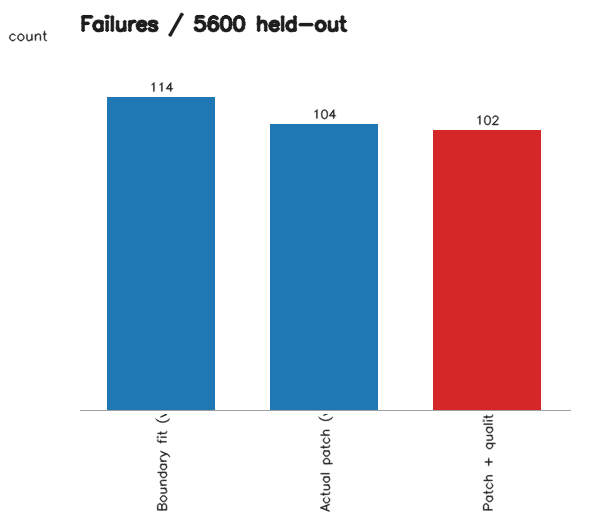 Failures / 5600 held-out
count
114
104
102
Boundary fit (
Actual patch (
Patch + qualit